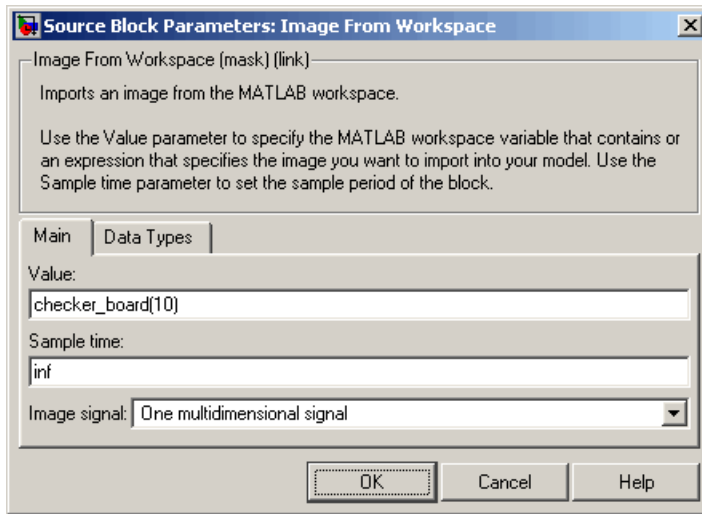 Source Block Parameters: Image From Workspace
Image From Workspace (mask) (link)
Imports an image from the MATLAB workspace.
Use the Value parameter to specify the MATLAB workspace variable that contains or
an expression that specifies the image you want to import into your model. Use the
Sample time parameter to set the sample period of the block.
Main Data Types
Value:
checker_board(10)
Sample time:
inf
Image signal: One multidimensional signal
OK Cancel Help